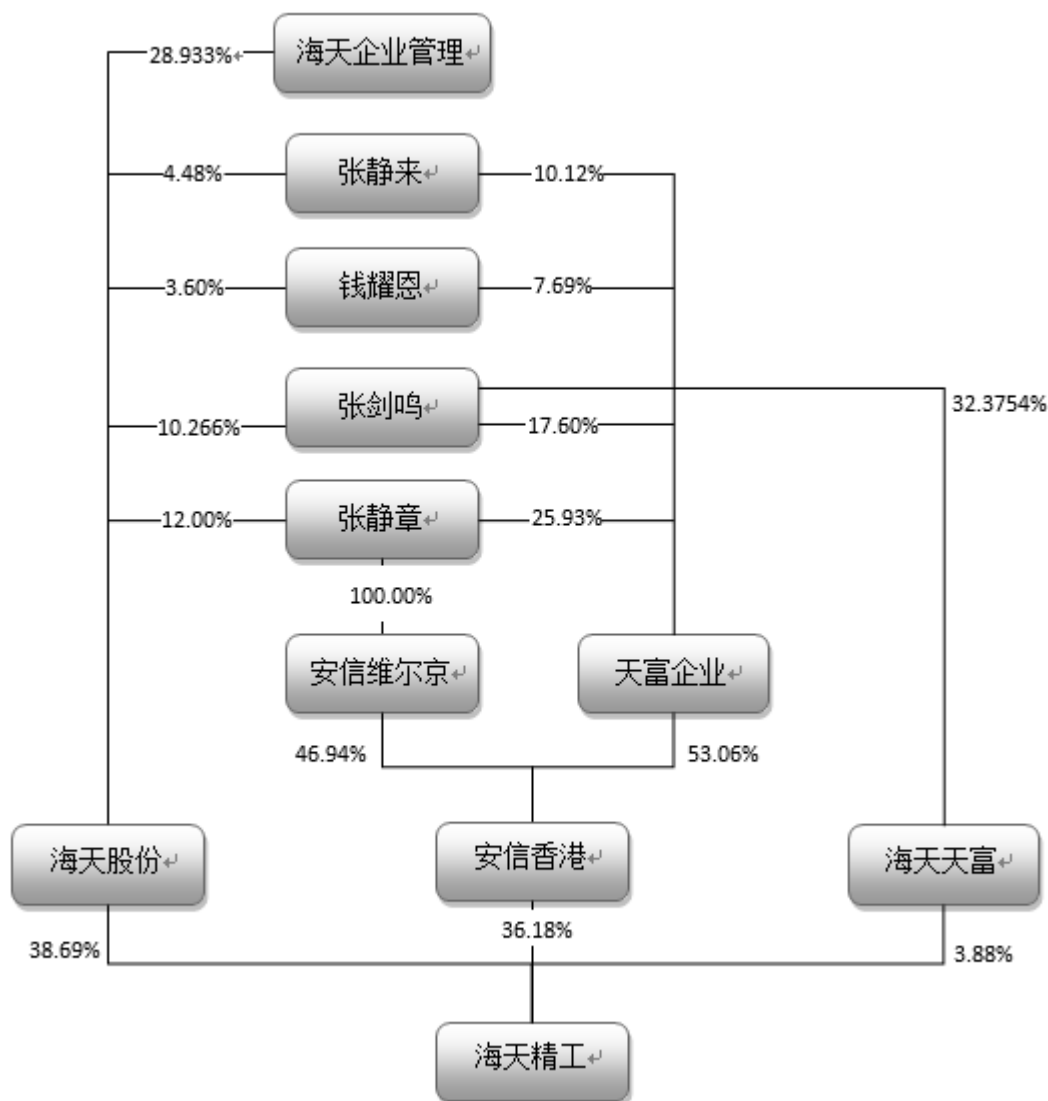 28.933%
海天企业管理
4.48%
张静来
10.12%
3.60%
钱耀恩
7.69%
张剑鸣
32.3754%
10.266%
17.60%
12.00%
张静章
25.93%
100.00%
安信维尔京
天富企业
46.94%
53.06%
海天股份
安信香港
海天天富
38.69%
36.18%
3.88%
海天精工